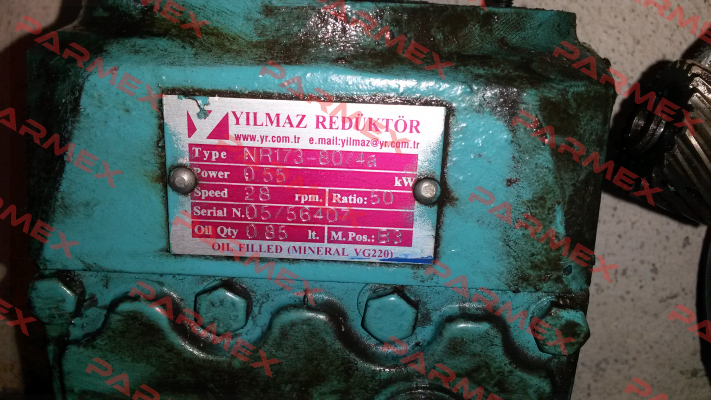 YILMAZ REDÜKTÖR
www.yr.com.tr e.mail:yilmaz@yr.com.tr
Type NR173-80/4a
Power 0.55 kW
Speed 28 rpm. Ratio: 50
Serial N. 05/56407
Oil Qty 0.85 lt. M. Pos.: B3
OIL FILLED (MINERAL VG220)
PARMEX